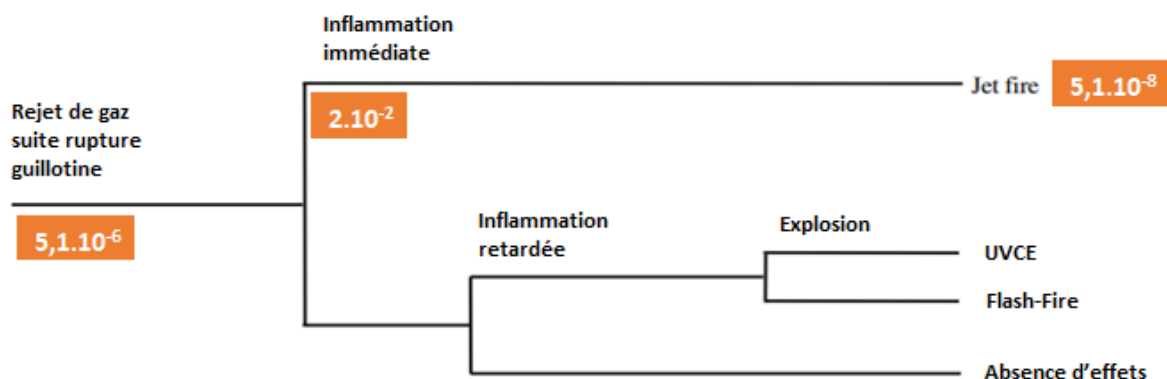 Inflammation
immédiate
Jet fire
5,1.10⁻⁸
2.10⁻²
Rejet de gaz
suite rupture
guillotine
5,1.10⁻⁶
Inflammation
retardée
Explosion
UVCE
Flash-Fire
Absence d'effets